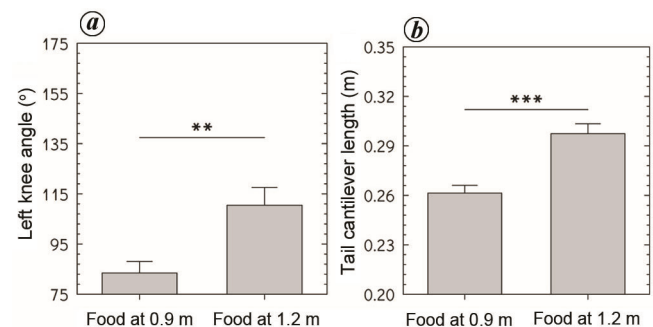 a
b
Left knee angle (°)
175
155
135
115
95
75
**
Food at 0.9 m
Food at 1.2 m
Tail cantilever length (m)
0.35
0.32
0.29
0.26
0.23
0.20
***
Food at 0.9 m
Food at 1.2 m